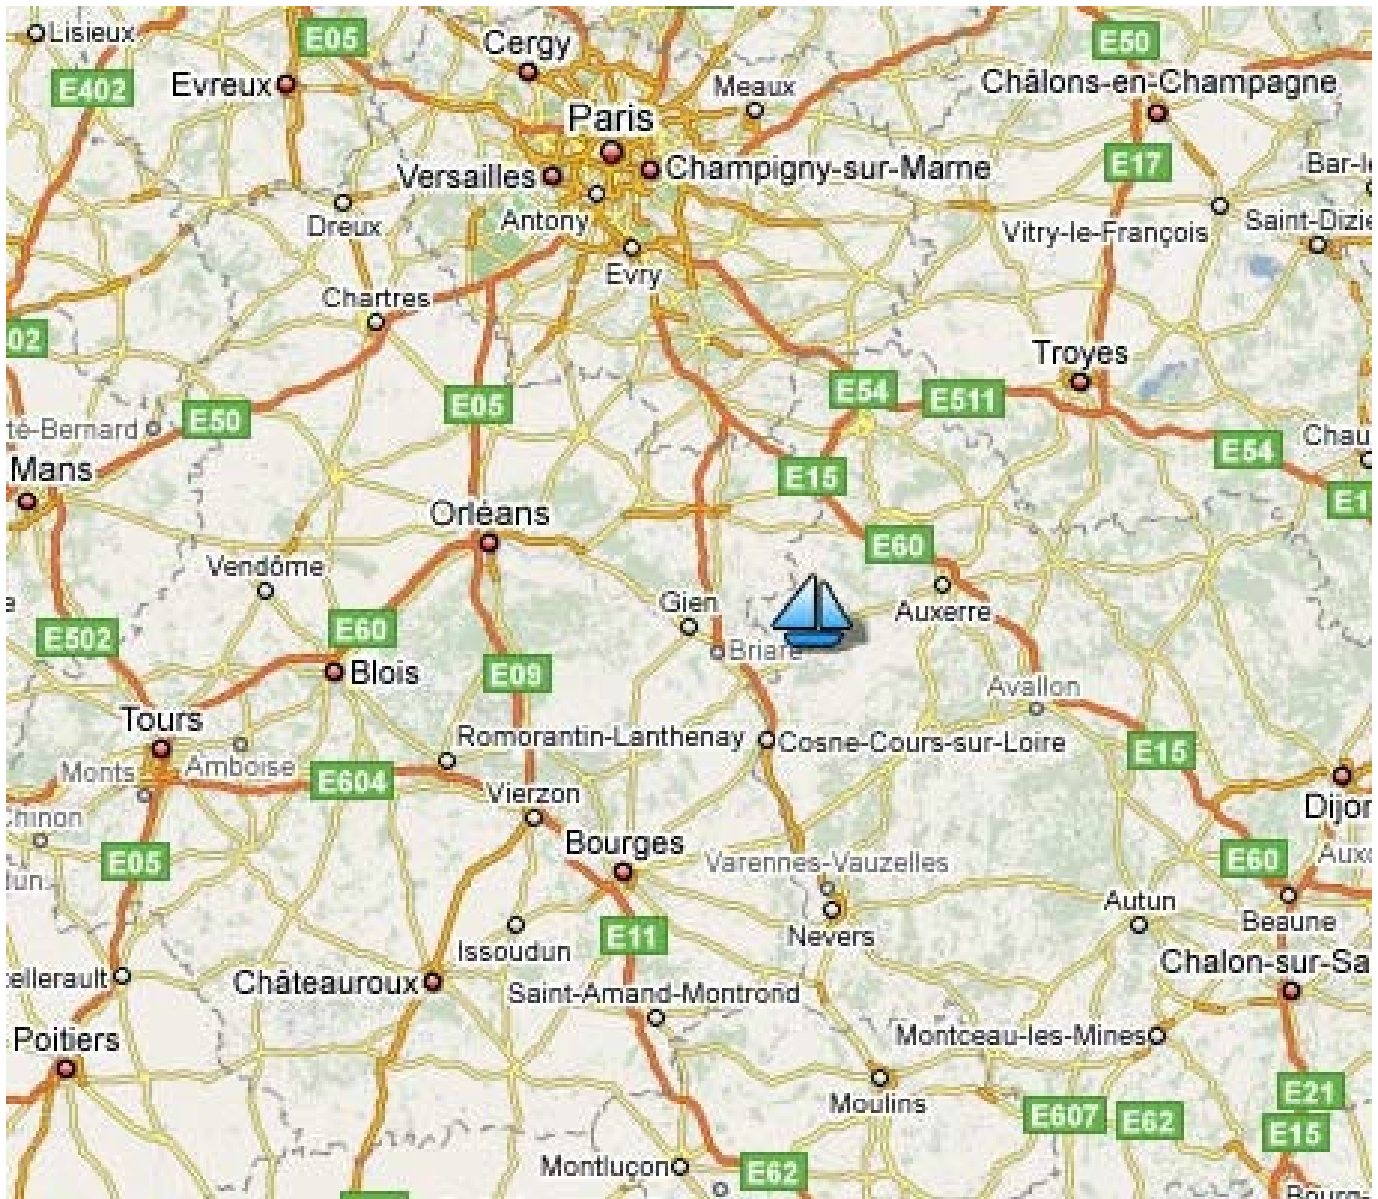 Lisieux
E05
Cergy
E50
E402
Evreux
Meaux
Châlons-en-Champagne
Paris
Versailles
Champigny-sur-Marne
E17
Dreux
Antony
Vitry-le-François
Evry
Chartres
02
Troyes
E54
E511
E50
E05
Mans
E15
E54
Orléans
E60
Vendôme
Gien
Auxerre
E502
E60
Briare
Blois
E09
Avallon
Tours
Romorantin-Lanthenay
Cosne-Cours-sur-Loire
E15
Monts
Amboise
E604
Vierzon
E05
Bourges
Varennes-Vauzelles
E60
Autun
Beaune
Nevers
E11
Issoudun
Châteauroux
Saint-Amand-Montrond
Poitiers
Montceau-les-Mines
Moulins
E607
E62
E21
E15
Montluçon
E62